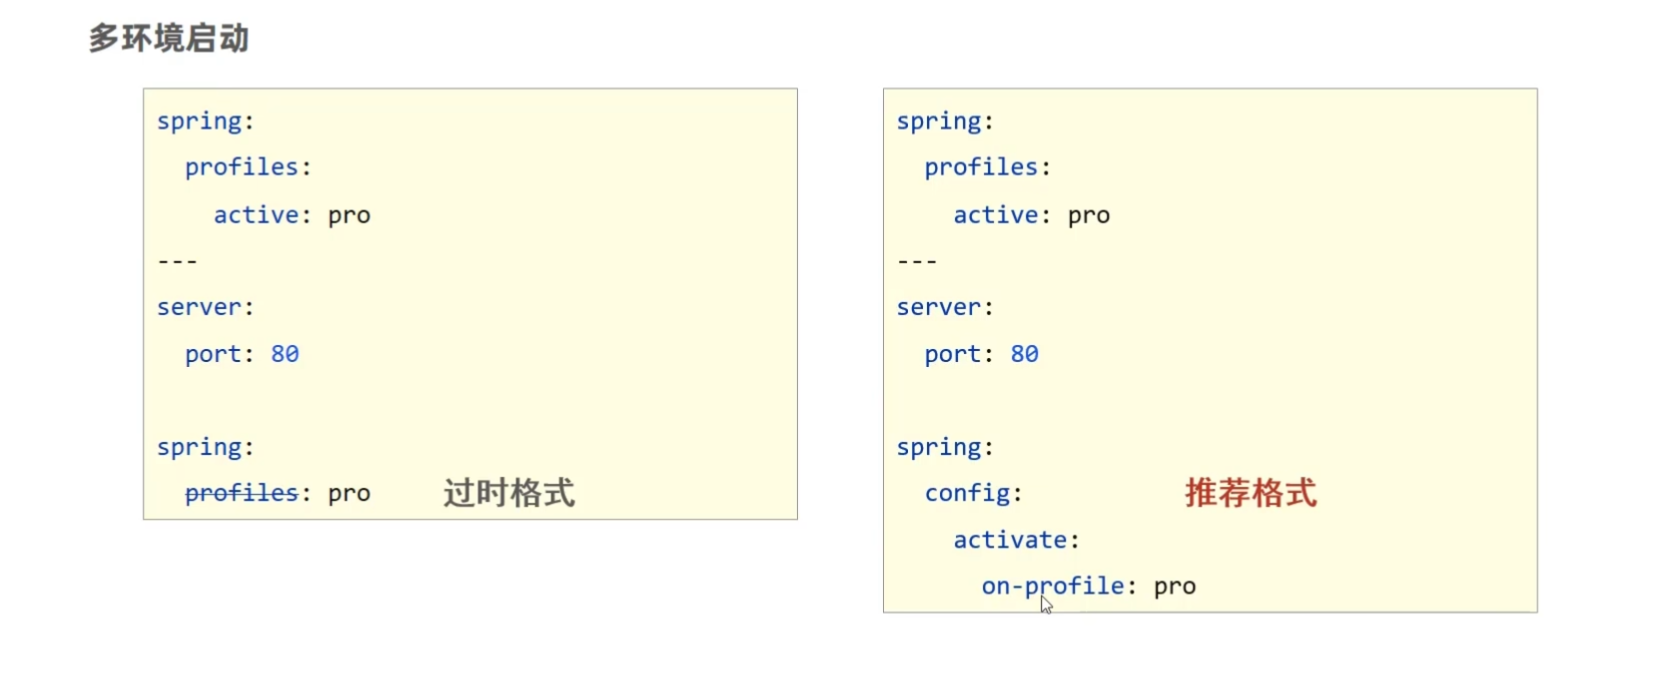 多环境启动
spring:
  profiles:
    active: pro
---
server:
  port: 80
spring:
  profiles: pro 过时格式
spring:
  profiles:
    active: pro
---
server:
  port: 80
spring:
  config: 推荐格式
    activate:
      on-profile: pro